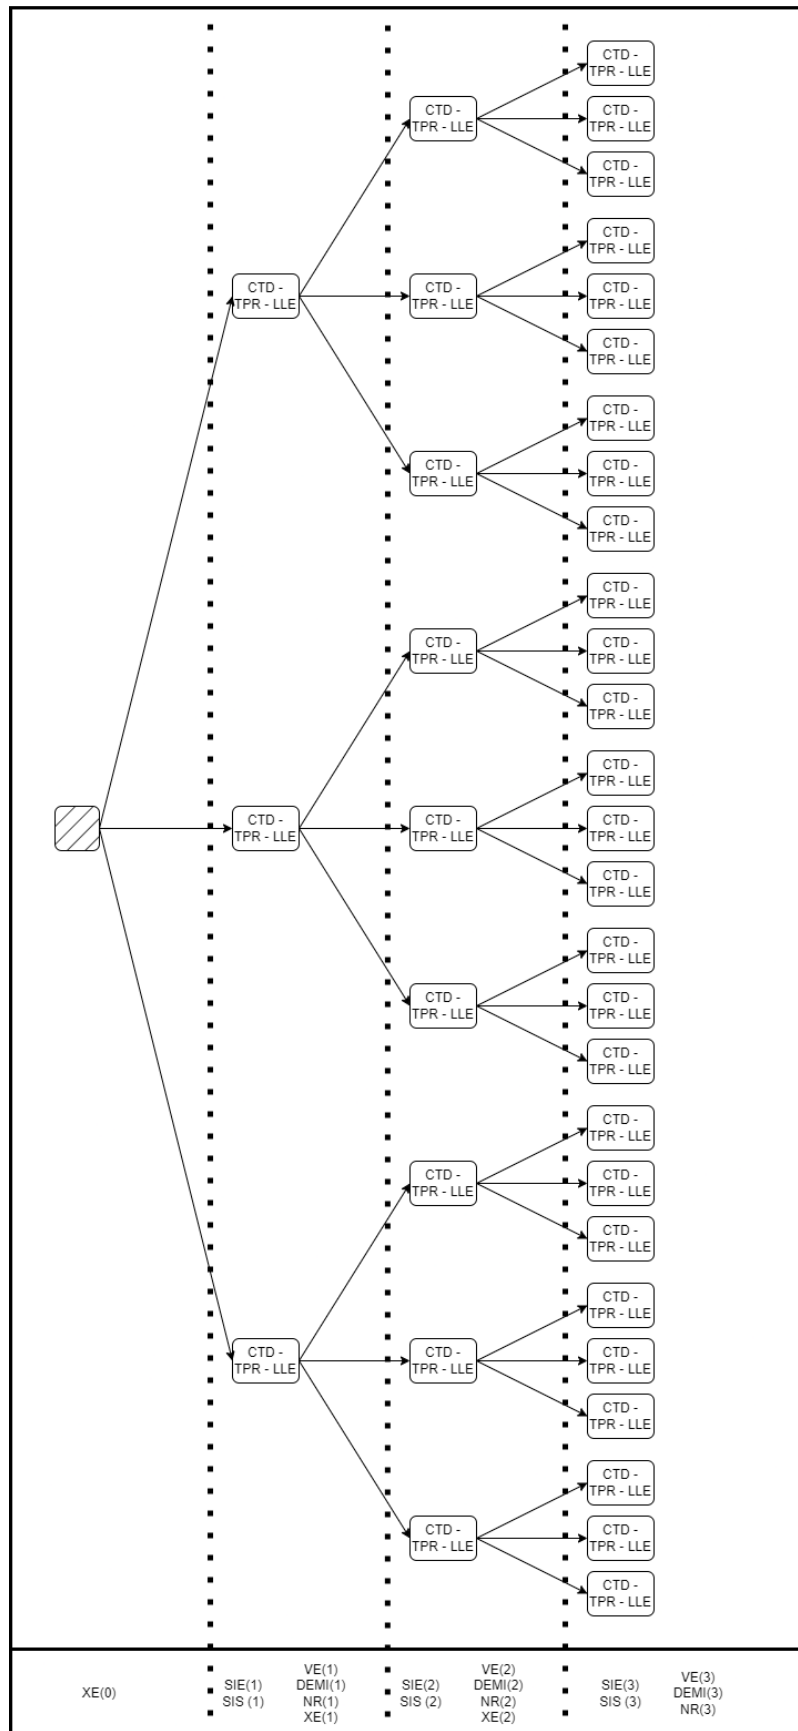 CTD -
TPR - LLE
CTD -
TPR - LLE
CTD -
TPR - LLE
CTD -
TPR - LLE
CTD -
TPR - LLE
CTD -
TPR - LLE
CTD -
TPR - LLE
CTD -
TPR - LLE
CTD -
TPR - LLE
CTD -
TPR - LLE
CTD -
TPR - LLE
CTD -
TPR - LLE
CTD -
TPR - LLE
CTD -
TPR - LLE
CTD -
TPR - LLE
CTD -
TPR - LLE
CTD -
TPR - LLE
CTD -
TPR - LLE
CTD -
TPR - LLE
CTD -
TPR - LLE
CTD -
TPR - LLE
CTD -
TPR - LLE
CTD -
TPR - LLE
CTD -
TPR - LLE
CTD -
TPR - LLE
CTD -
TPR - LLE
CTD -
TPR - LLE
CTD -
TPR - LLE
CTD -
TPR - LLE
CTD -
TPR - LLE
CTD -
TPR - LLE
CTD -
TPR - LLE
CTD -
TPR - LLE
CTD -
TPR - LLE
CTD -
TPR - LLE
CTD -
TPR - LLE
CTD -
TPR - LLE
CTD -
TPR - LLE
CTD -
TPR - LLE
XE(0)
SIE(1)
SIS (1)
VE(1)
DEMI(1)
NR(1)
XE(1)
SIE(2)
SIS (2)
VE(2)
DEMI(2)
NR(2)
XE(2)
SIE(3)
SIS (3)
VE(3)
DEMI(3)
NR(3)